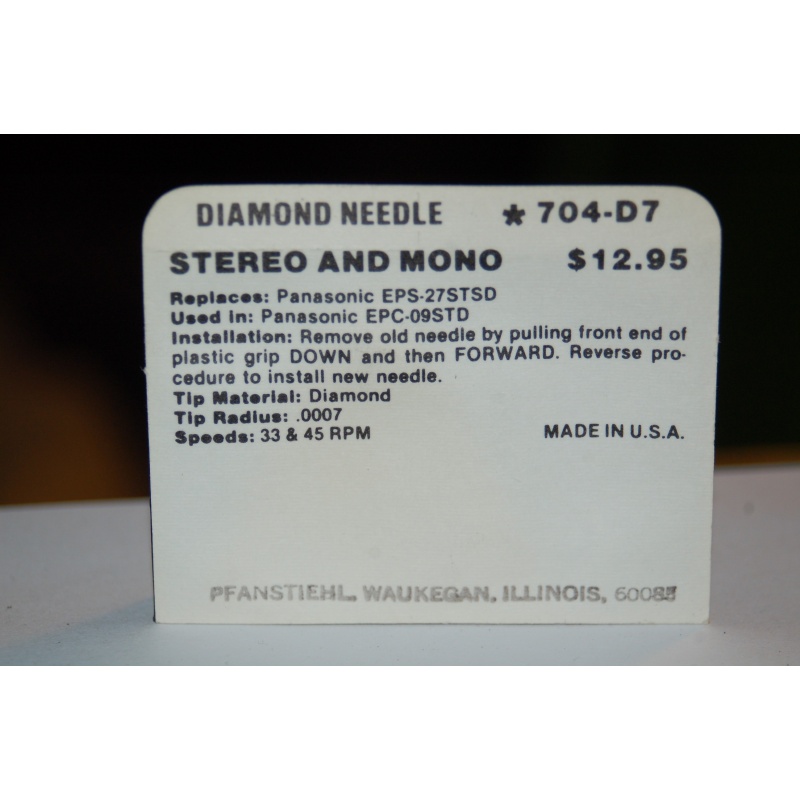 DIAMOND NEEDLE * 704-D7
STEREO AND MONO $12.95
Replaces: Panasonic EPS-27STSD
Used in: Panasonic EPC-09STD
Installation: Remove old needle by pulling front end of
plastic grip DOWN and then FORWARD. Reverse pro-
cedure to install new needle.
Tip Material: Diamond
Tip Radius: .0007
Speeds: 33 & 45 RPM MADE IN U.S.A.
PFANSTIEHL, WAUKEGAN, ILLINOIS,